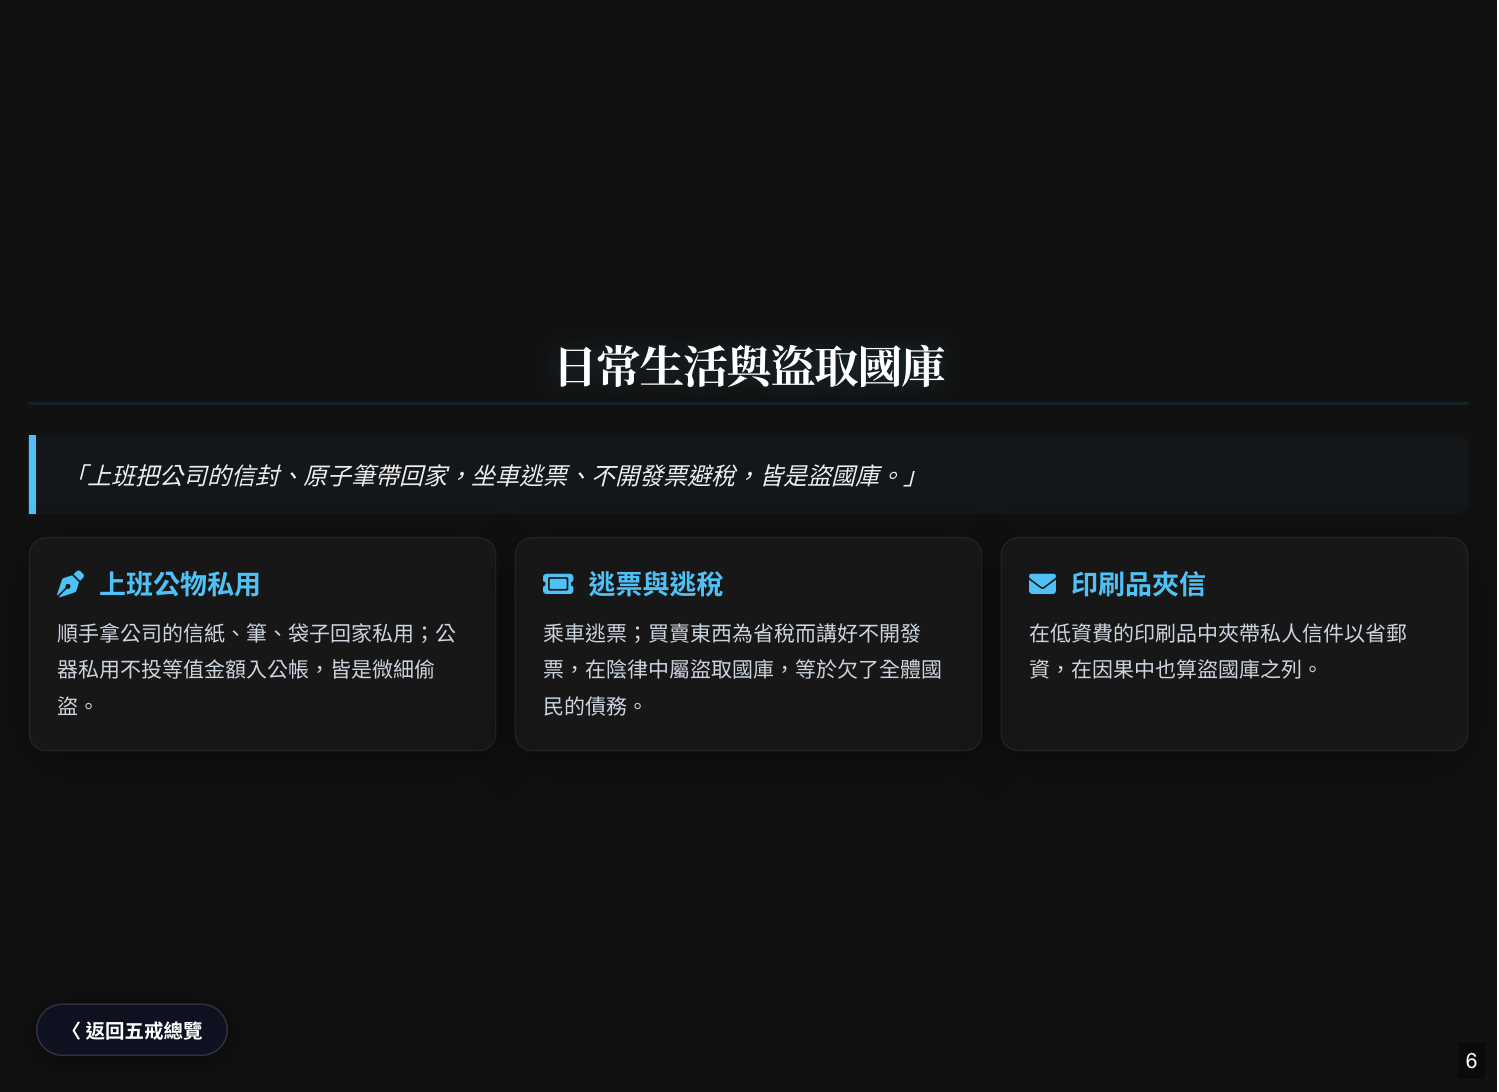 日常生活與盜取國庫
「上班把公司的信封、原子筆帶回家，坐車逃票、不開發票避稅，皆是盜國庫。」
上班公物私用
順手拿公司的信紙、筆、袋子回家私用；公
器私用不投等值金額入公帳，皆是微細偷
盜。
逃票與逃稅
乘車逃票；買賣東西為省稅而講好不開發
票，在陰律中屬盜取國庫，等於欠了全體國
民的債務。
印刷品夾信
在低資費的印刷品中夾帶私人信件以省郵
資，在因果中也算盜國庫之列。
〈 返回五戒總覽
6